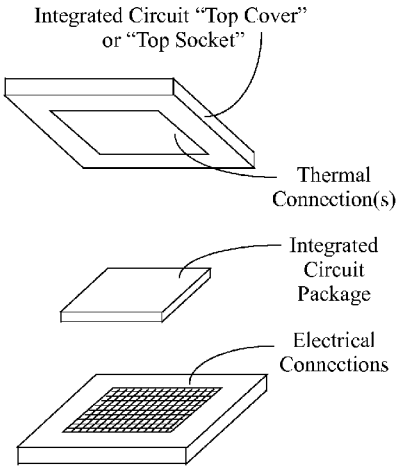 Integrated Circuit “Top Cover”
or “Top Socket”
Thermal
Connection(s)
Integrated
Circuit
Package
Electrical
Connections